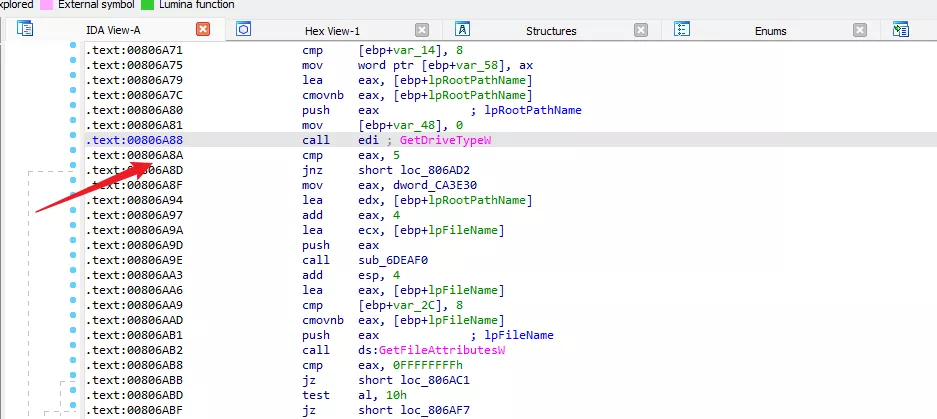 xplored External symbol Lumina function
IDA View-A Hex View-1 Structures Enums
.text:00806A71 cmp [ebp+var_14], 8
.text:00806A75 mov word ptr [ebp+var_58], ax
.text:00806A79 lea eax, [ebp+lpRootPathName]
.text:00806A7C cmovnb eax, [ebp+lpRootPathName]
.text:00806A80 push eax ; lpRootPathName
.text:00806A81 mov [ebp+var_48], 0
.text:00806A88 call edi ; GetDriveTypeW
.text:00806A8A cmp eax, 5
.text:00806A8D jnz short loc_806AD2
.text:00806A8F mov eax, dword_CA3E30
.text:00806A94 lea edx, [ebp+lpRootPathName]
.text:00806A97 add eax, 4
.text:00806A9A lea ecx, [ebp+lpFileName]
.text:00806A9D push eax
.text:00806A9E call sub_6DEAF0
.text:00806AA3 add esp, 4
.text:00806AA6 lea eax, [ebp+lpFileName]
.text:00806AA9 cmp [ebp+var_2C], 8
.text:00806AAD cmovnb eax, [ebp+lpFileName]
.text:00806AB1 push eax ; lpFileName
.text:00806AB2 call ds:GetFileAttributesW
.text:00806AB8 cmp eax, 0FFFFFFFFh
.text:00806ABB jz short loc_806AC1
.text:00806ABD test al, 10h
.text:00806ABF jz short loc_806AF7